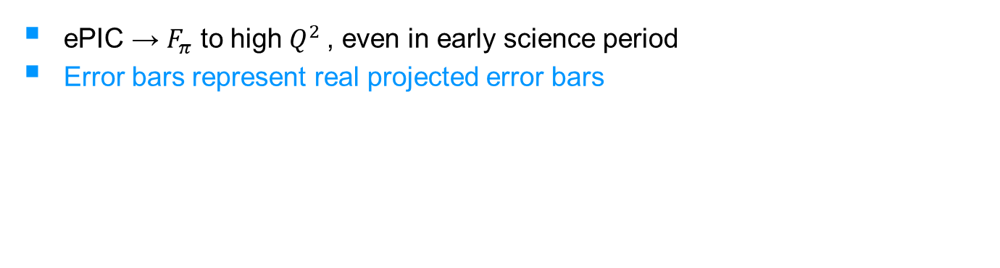 ▪ ePIC → 𝐹𝜋 to high 𝑄² , even in early science period
▪ Error bars represent real projected error bars